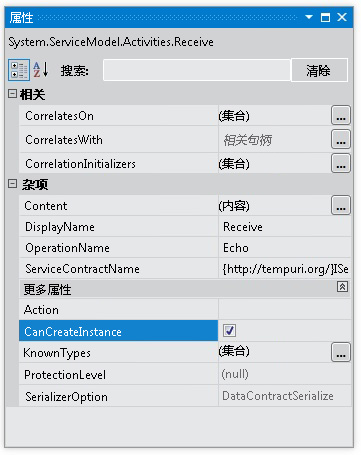 属性
System.ServiceModel.Activities.Receive
搜索:
清除
相关
CorrelatesOn (集合) ...
CorrelatesWith 相关句柄 ...
CorrelationInitializers (集合) ...
杂项
Content (内容) ...
DisplayName Receive
OperationName Echo
ServiceContractName {http://tempuri.org/}ISe
更多属性
Action
CanCreateInstance
KnownTypes (集合) ...
ProtectionLevel (null)
SerializerOption DataContractSerialize